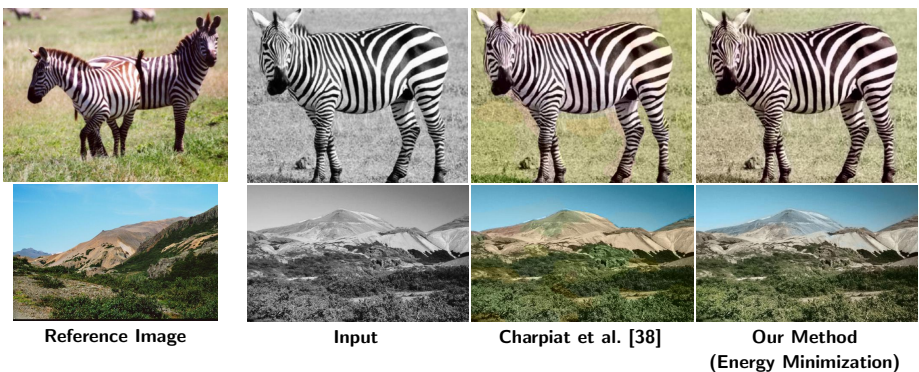 Reference Image
Input
Charpiat et al. [38]
Our Method
(Energy Minimization)